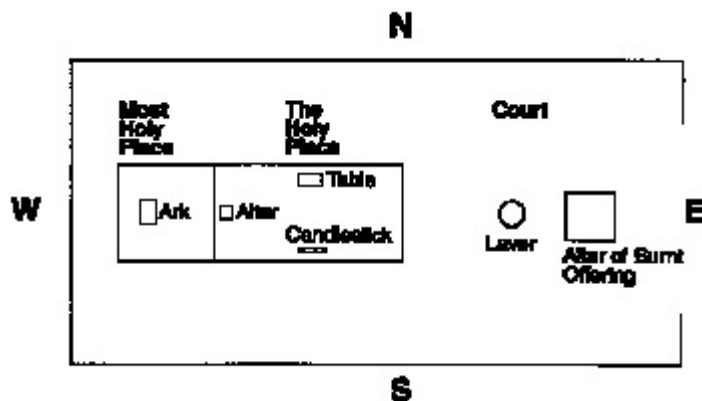 N
Most
Holy
Place
The
Holy
Place
Court
Table
W
Ark
Altar
E
Candlestick
Laver
Altar of Burnt
Offering
S